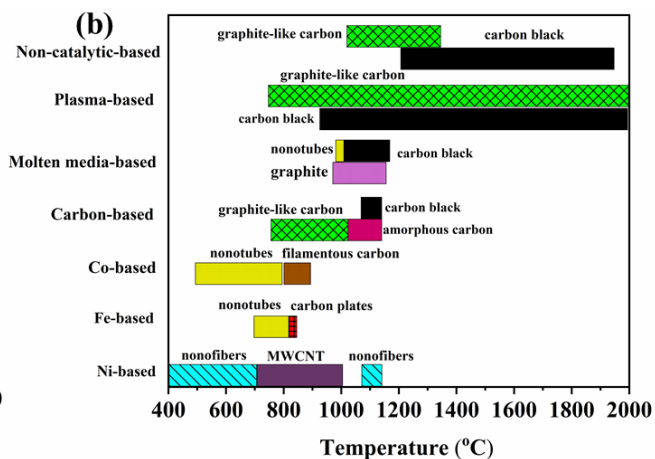 (b)
graphite-like carbon
carbon black
Non-catalytic-based
graphite-like carbon
Plasma-based
carbon black
nonotubes
carbon black
Molten media-based
graphite
graphite-like carbon
carbon black
Carbon-based
amorphous carbon
nonotubes filamentous carbon
Co-based
nonotubes carbon plates
Fe-based
nonofibers MWCNT nonofibers
Ni-based
400 600 800 1000 1200 1400 1600 1800 2000
Temperature (°C)